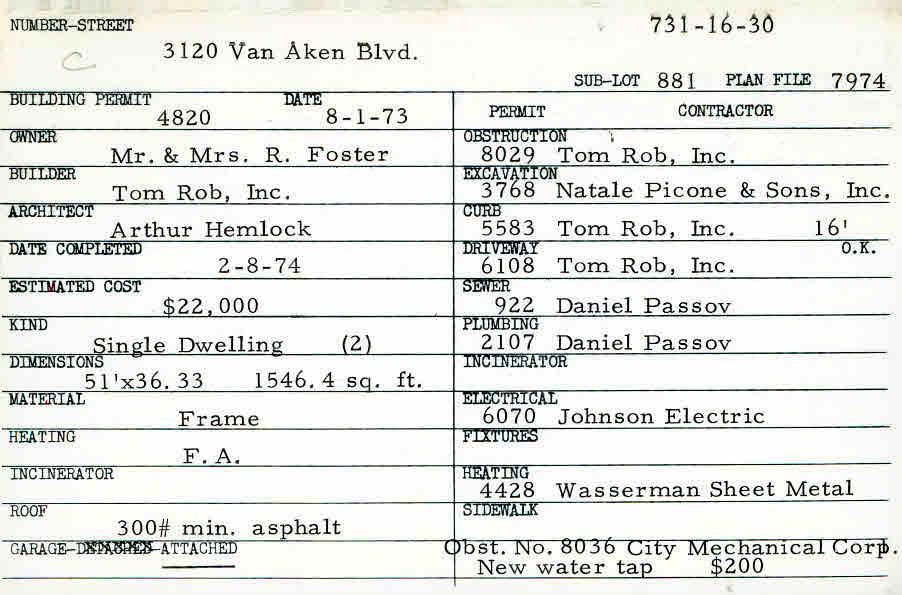 NUMBER-STREET 731-16-30
C 3120 Van Aken Blvd.
SUB-LOT 881 PLAN FILE 7974
BUILDING PERMIT DATE
4820 8-1-73
PERMIT CONTRACTOR
OWNER
Mr. & Mrs. R. Foster
OBSTRUCTION
8029 Tom Rob, Inc.
BUILDER
Tom Rob, Inc.
EXCAVATION
3768 Natale Picone & Sons, Inc.
ARCHITECT
Arthur Hemlock
CURB
5583 Tom Rob, Inc. 16'
DATE COMPLETED
2-8-74
DRIVEWAY O.K.
6108 Tom Rob, Inc.
ESTIMATED COST
$22,000
SEWER
922 Daniel Passov
KIND
Single Dwelling (2)
PLUMBING
2107 Daniel Passov
DIMENSIONS
51'x36.33 1546.4 sq. ft.
INCINERATOR
MATERIAL
Frame
ELECTRICAL
6070 Johnson Electric
HEATING
F. A.
FIXTURES
INCINERATOR
HEATING
4428 Wasserman Sheet Metal
ROOF
300# min. asphalt
SIDEWALK
GARAGE-DETACHED-ATTACHED
Obst. No. 8036 City Mechanical Corp.
New water tap $200